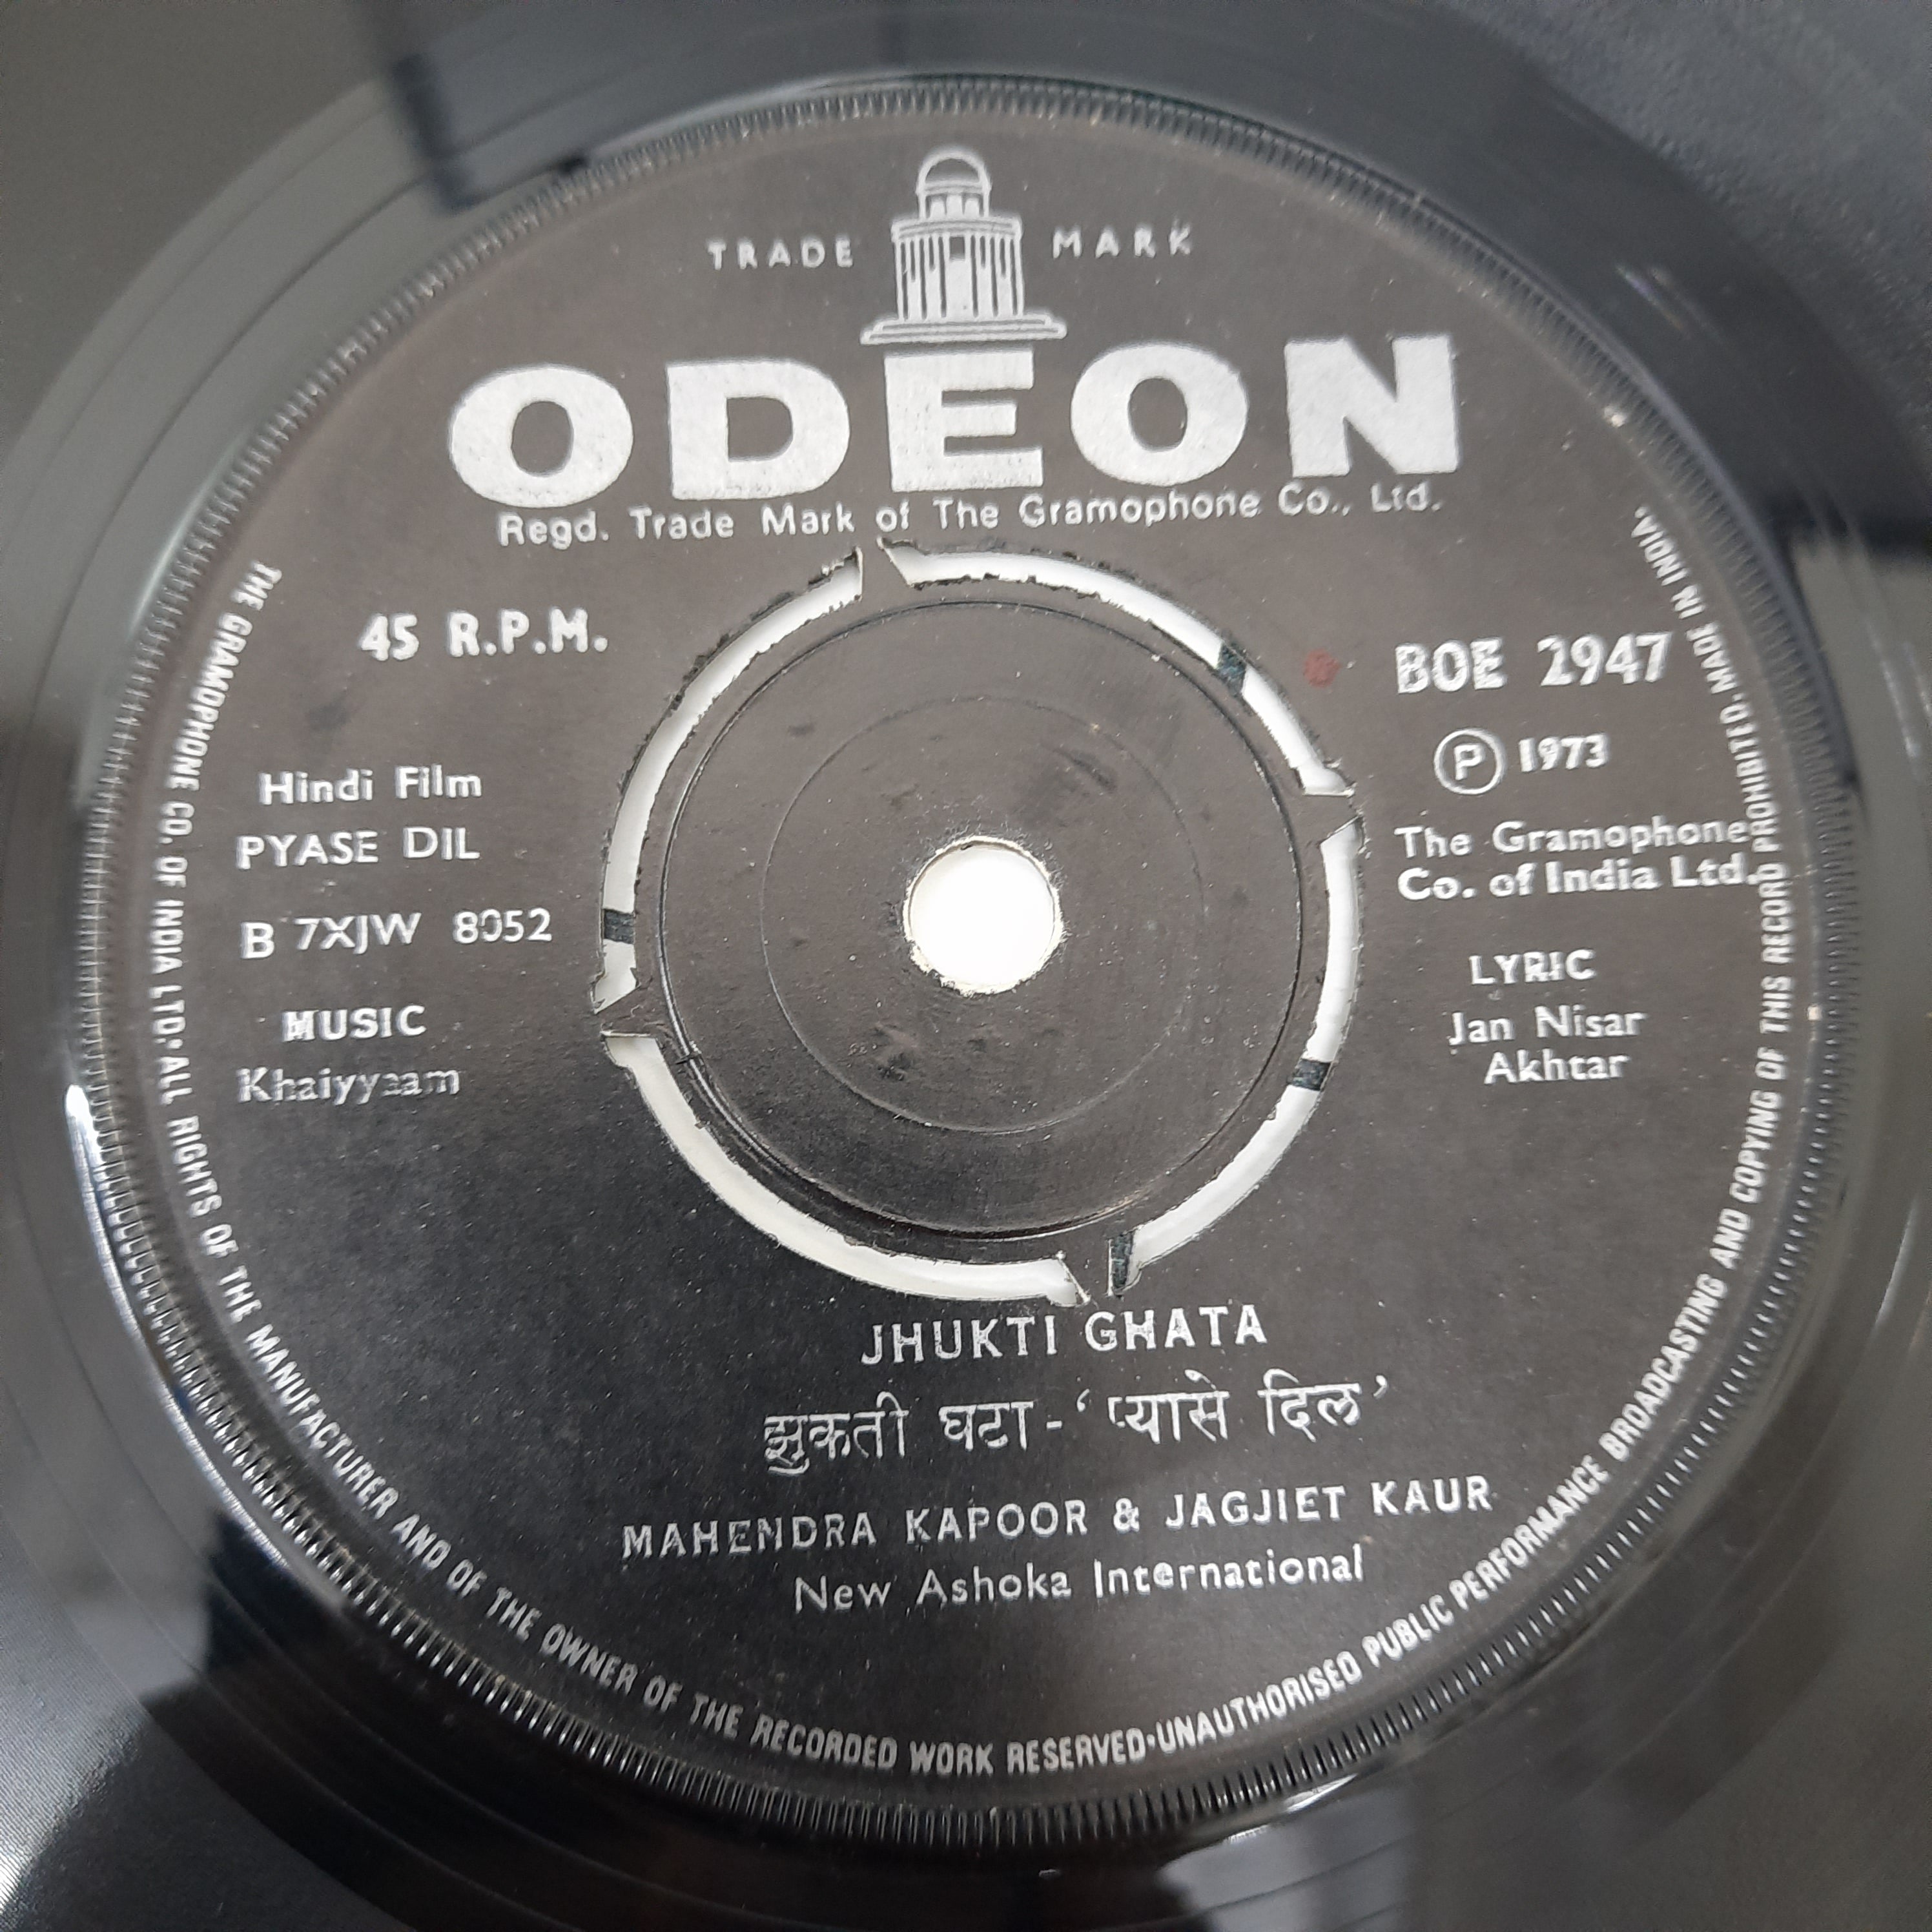 TRADE MARK
ODEON
Regd. Trade Mark of The Gramophone Co., Ltd.
45 R.P.M.
BOE 2947
Ⓟ 1973
The Gramophone
Co. of India Ltd.
Hindi Film
PYASE DIL
B 7XJW 8052
MUSIC
Khaiyyaam
LYRIC
Jan Nisar
Akhtar
JHUKTI GHATA
झुकती घटा - ‘प्यासे दिल’
MAHENDRA KAPOOR & JAGJIET KAUR
New Ashoka International
THE GRAMOPHONE CO. OF INDIA LTD• ALL RIGHTS OF THE MANUFACTURER AND OF THE OWNER OF THE RECORDED WORK RESERVED•UNAUTHORISED PUBLIC PERFORMANCE BROADCASTING AND COPYING OF THIS RECORD PROHIBITED. MADE IN INDIA.